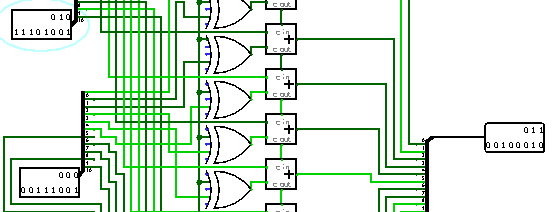 0 1 0
1 1 1 0 1 0 0 1
c out
c in
+
c out
c in
+
c out
c in
+
c out
0 1 1
0 0 1 0 0 0 1 0
c in
+
c out
0 0 0
0 0 1 1 1 0 0 1
c in
+
c out